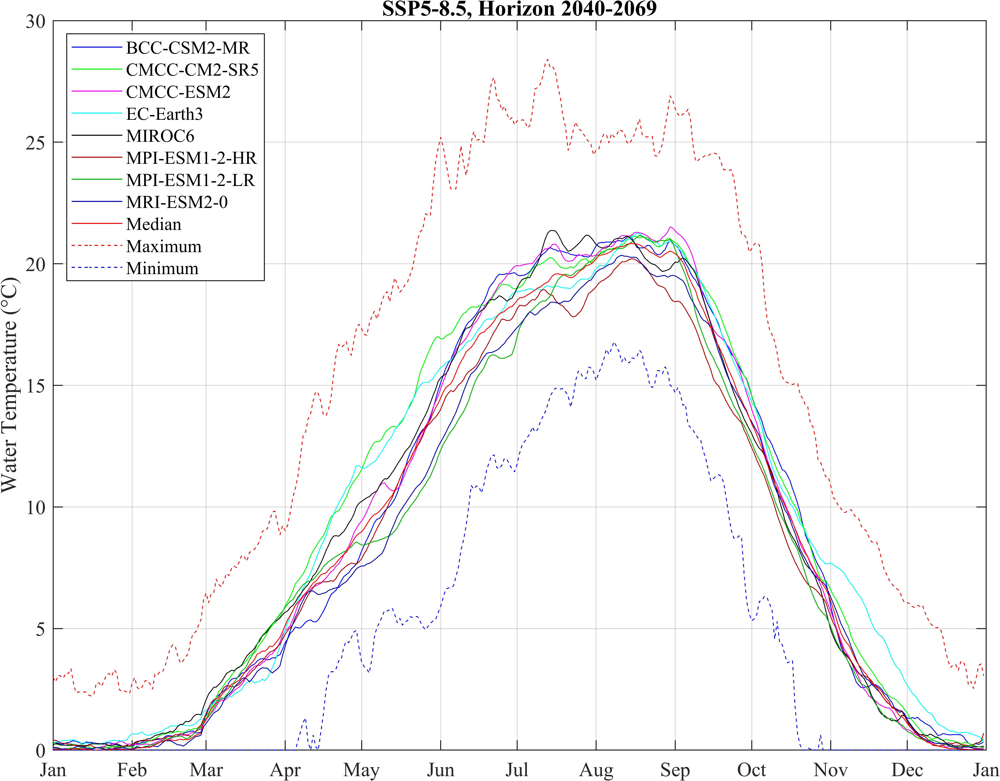 SSP5-8.5, Horizon 2040-2069
Water Temperature (°C)
30
25
20
15
10
5
0
BCC-CSM2-MR
CMCC-CM2-SR5
CMCC-ESM2
EC-Earth3
MIROC6
MPI-ESM1-2-HR
MPI-ESM1-2-LR
MRI-ESM2-0
Median
Maximum
Minimum
Jan Feb Mar Apr May Jun Jul Aug Sep Oct Nov Dec Jan